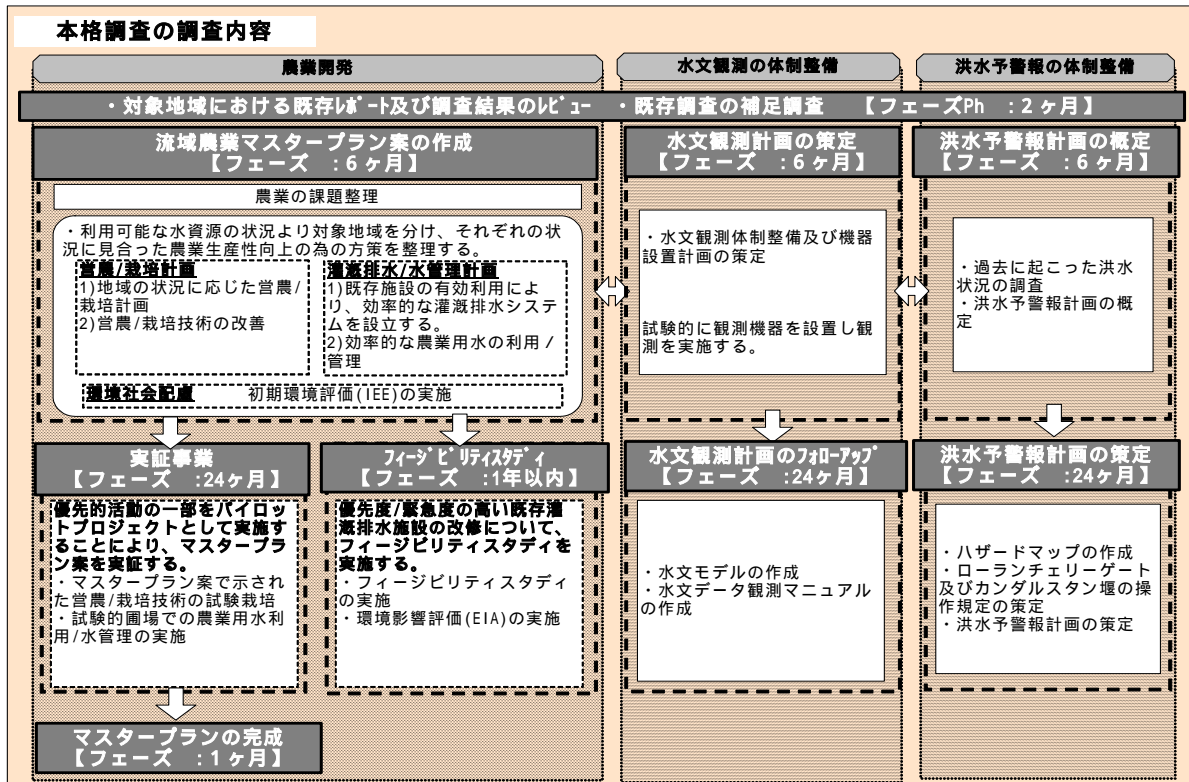 本格調査の調査内容
農業開発
水文観測の体制整備
洪水予警報の体制整備
・対象地域における既存ﾚﾎﾟｰﾄ及び調査結果のﾚﾋﾞｭｰ ・既存調査の補足調査 【フェーズPh :2ヶ月】
流域農業マスタープラン案の作成
【フェーズ :6ヶ月】
農業の課題整理
・利用可能な水資源の状況より対象地域を分け、それぞれの状
況に見合った農業生産性向上の為の方策を整理する。
営農/栽培計画
1)地域の状況に応じた営農/
栽培計画
2)営農/栽培技術の改善
灌漑排水/水管理計画
1)既存施設の有効利用によ
り、効率的な灌漑排水システ
ムを設立する。
2)効率的な農業用水の利用/
管理
環境社会配慮 初期環境評価(IEE)の実施
水文観測計画の策定
【フェーズ :6ヶ月】
・水文観測体制整備及び機器
設置計画の策定
試験的に観測機器を設置し観
測を実施する。
洪水予警報計画の概定
【フェーズ :6ヶ月】
・過去に起こった洪水
状況の調査
・洪水予警報計画の概
定
実証事業
【フェーズ :24ヶ月】
優先的活動の一部をパイロッ
トプロジェクトとして実施す
ることにより、マスタープラ
ン案を実証する。
・マスタープラン案で示され
た営農/栽培技術の試験栽培
・試験的圃場での農業用水利
用/水管理の実施
ﾌｨｰｼﾞﾋﾞﾘﾃｨｽﾀﾃﾞｨ
【フェーズ :1年以内】
優先度/緊急度の高い既存灌
漑排水施設の改修について、
フィージビリティスタディを
実施する。
・フィージビリティスタディ
の実施
・環境影響評価(EIA)の実施
水文観測計画のﾌｫﾛｰｱｯﾌﾟ
【フェーズ :24ヶ月】
・水文モデルの作成
・水文データ観測マニュアル
の作成
洪水予警報計画の策定
【フェーズ :24ヶ月】
・ハザードマップの作成
・ローランチェリーゲート
及びカンダルスタン堰の操
作規定の策定
・洪水予警報計画の策定
マスタープランの完成
【フェーズ :1ヶ月】